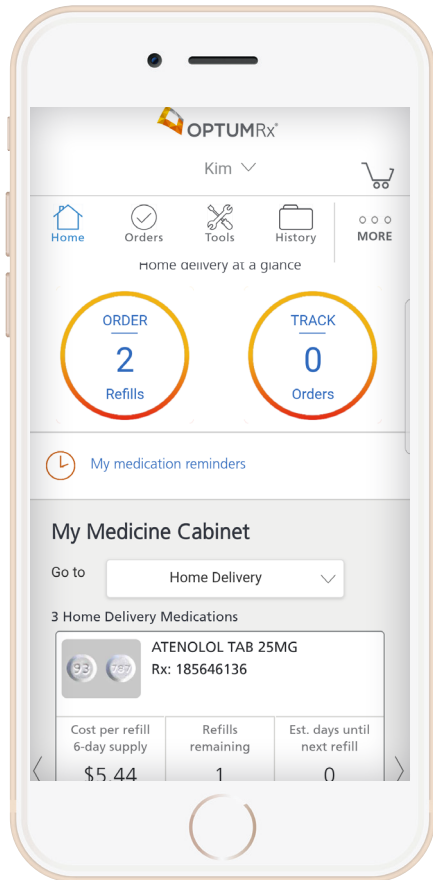 OPTUMRx®
Kim
Home
Orders
Tools
History
MORE
Home delivery at a glance
ORDER
2
Refills
TRACK
0
Orders
My medication reminders
My Medicine Cabinet
Go to
Home Delivery
3 Home Delivery Medications
93 787
ATENOLOL TAB 25MG
Rx: 185646136
Cost per refill
6-day supply
$5.44
Refills
remaining
1
Est. days until
next refill
0